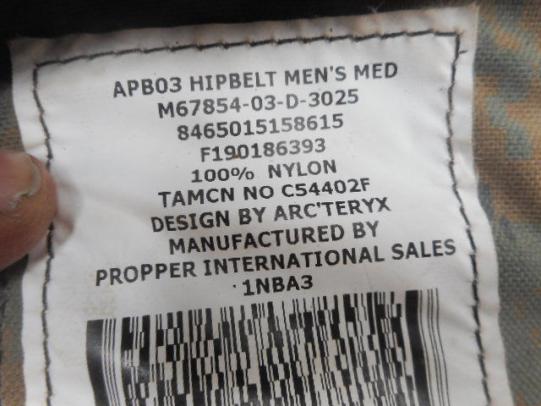 APB03 HIPBELT MEN'S MED
M67854-03-D-3025
8465015158615
F190186393
100% NYLON
TAMCN NO C54402F
DESIGN BY ARC'TERYX
MANUFACTURED BY
PROPPER INTERNATIONAL SALES
1NBA3